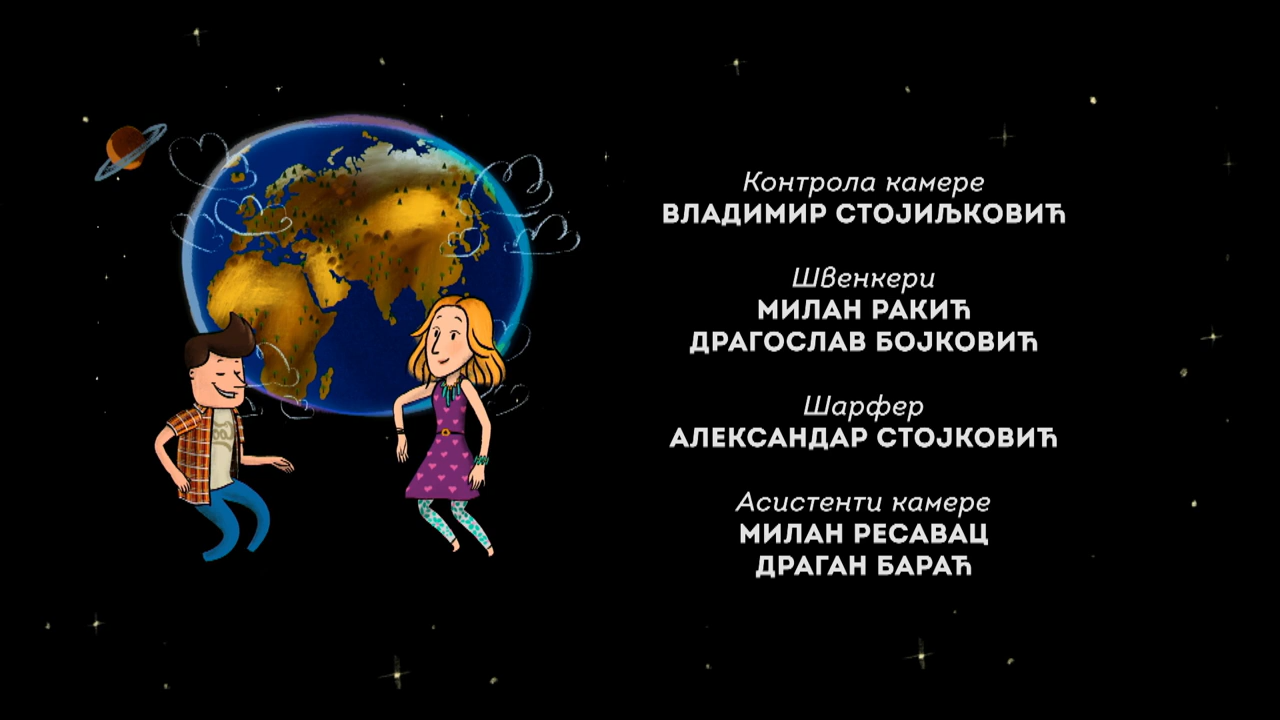 Контрола камере
ВЛАДИМИР СТОЈИЉКОВИЋ
Швенкери
МИЛАН РАКИЋ
ДРАГОСЛАВ БОЈКОВИЋ
Шарфер
АЛЕКСАНДАР СТОЈКОВИЋ
Асистенти камере
МИЛАН РЕСАВАЦ
ДРАГАН БАРАЋ